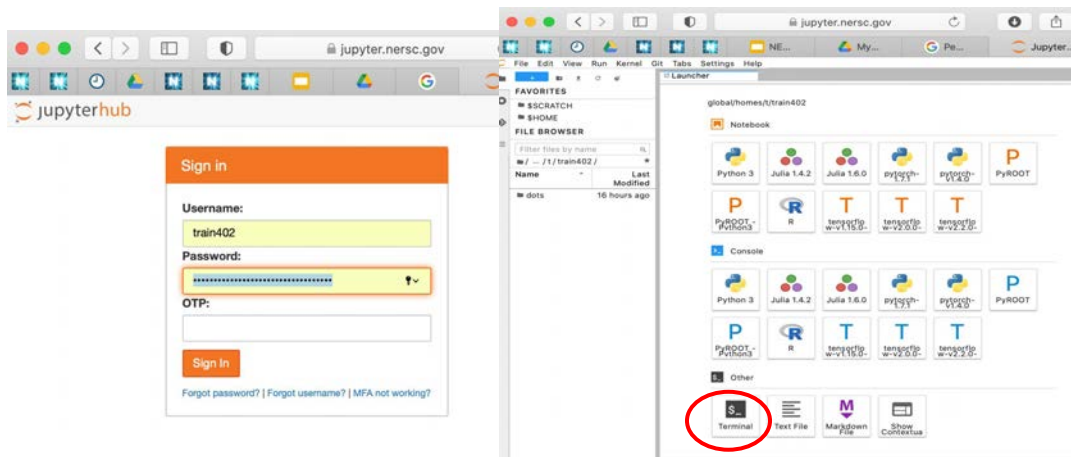 jupyter.nersc.gov
jupyterhub
Sign in
Username:
train402
Password:
OTP:
Sign In
Forgot password? | Forgot username? | MFA not working?
jupyter.nersc.gov
NE...
My...
Pe...
Jupyter...
File Edit View Run Kernel Git Tabs Settings Help
Launcher
FAVORITES
$SCRATCH
$HOME
FILE BROWSER
Filter files by name
/ ... /t/train402/
Name
Last Modified
dots
16 hours ago
global/homes/t/train402
Notebook
Python 3
Julia 1.4.2
Julia 1.6.0
pytorch-1.7.1
pytorch-v1.4.0
P
PyROOT
P
PyROOT - Python3
R
R
T
tensorflow-v1.15.0-
T
tensorflow-v2.0.0-
T
tensorflow-v2.2.0-
Console
Python 3
Julia 1.4.2
Julia 1.6.0
pytorch-1.7.1
pytorch-v1.4.0
P
PyROOT
P
PyROOT - Python3
R
R
T
tensorflow-v1.15.0-
T
tensorflow-v2.0.0-
T
tensorflow-v2.2.0-
$_ Other
$_
Terminal
Text File
M
Markdown File
Show Contextua